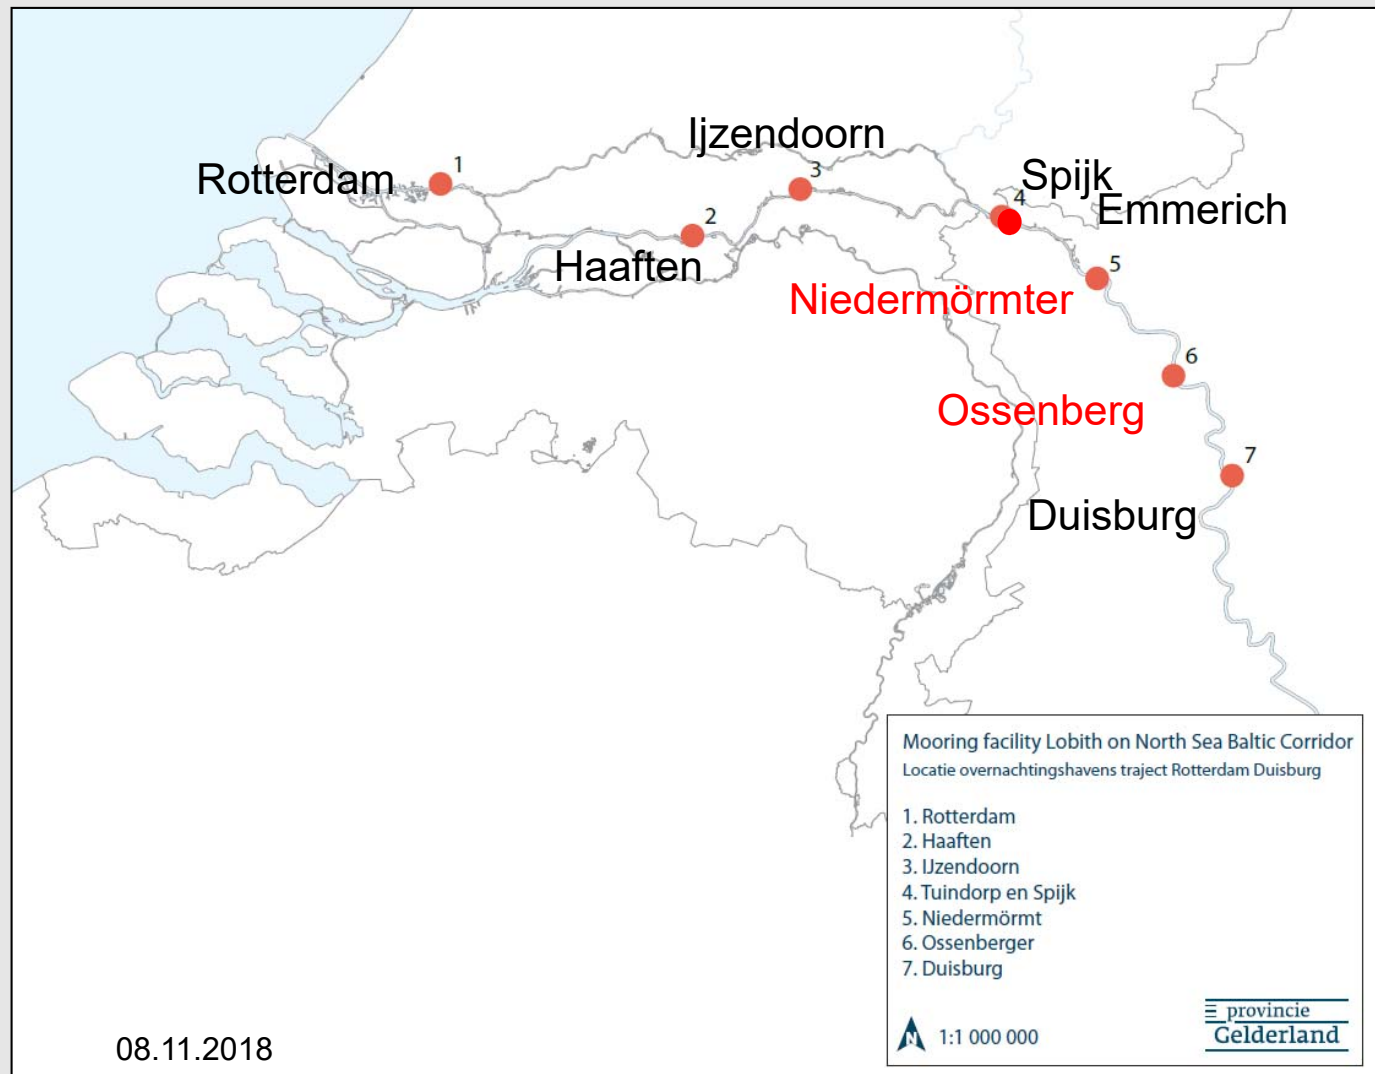 Ijzendoorn
Rotterdam
1
3
Spijk
4
Emmerich
2
Haaften
5
Niedermörmter
6
Ossenberg
7
Duisburg
Mooring facility Lobith on North Sea Baltic Corridor
Locatie overnachtingshavens traject Rotterdam Duisburg
1. Rotterdam
2. Haaften
3. IJzendoorn
4. Tuindorp en Spijk
5. Niedermörmt
6. Ossenberger
7. Duisburg
N 1:1 000 000
provincie
Gelderland
08.11.2018